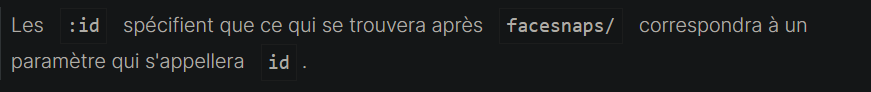 Les :id spécifient que ce qui se trouvera après facesnaps/ correspondra à un
paramètre qui s'appellera id .